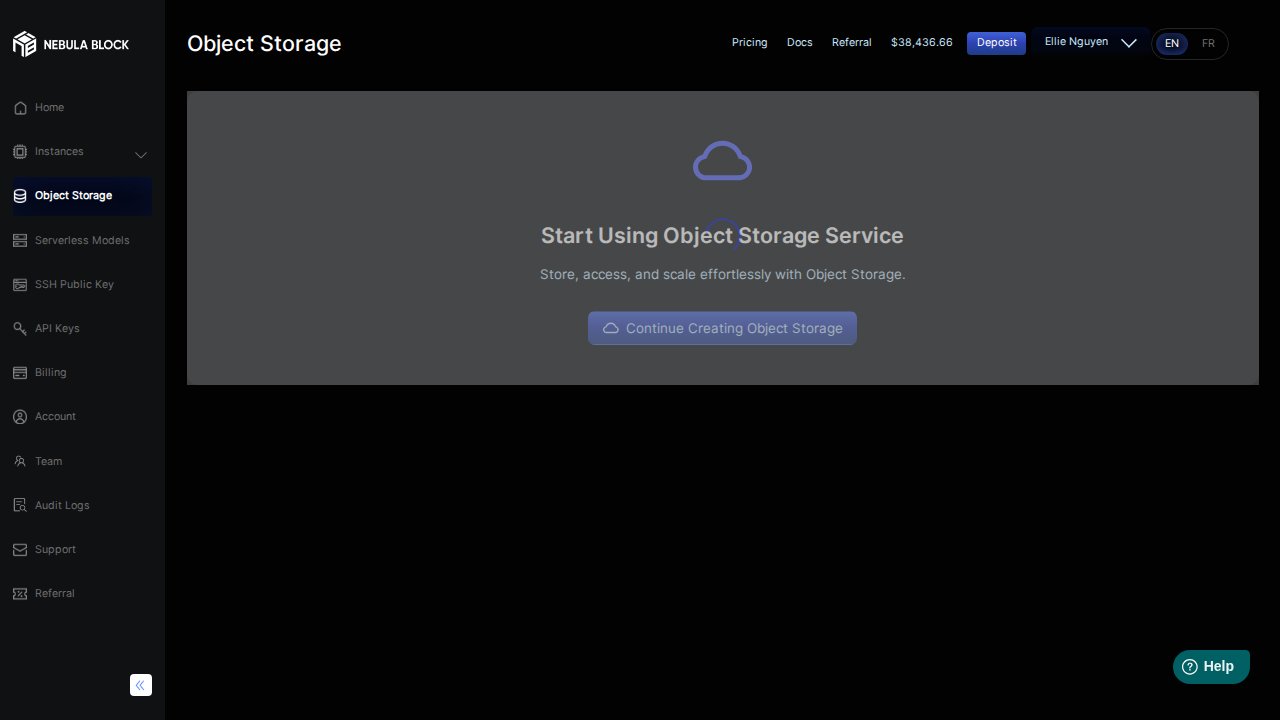 NEBULA BLOCK
Object Storage
Pricing
Docs
Referral
$38,436.66
Deposit
Ellie Nguyen
EN
FR
Home
Instances
Object Storage
Serverless Models
SSH Public Key
API Keys
Billing
Account
Team
Audit Logs
Support
Referral
Start Using Object Storage Service
Store, access, and scale effortlessly with Object Storage.
Continue Creating Object Storage
Help